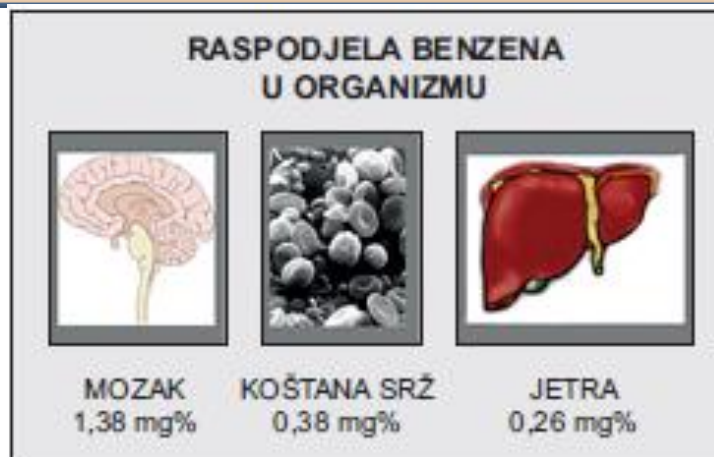 RASPODJELA BENZENA
U ORGANIZMU
MOZAK
1,38 mg%
KOŠTANA SRŽ
0,38 mg%
JETRA
0,26 mg%